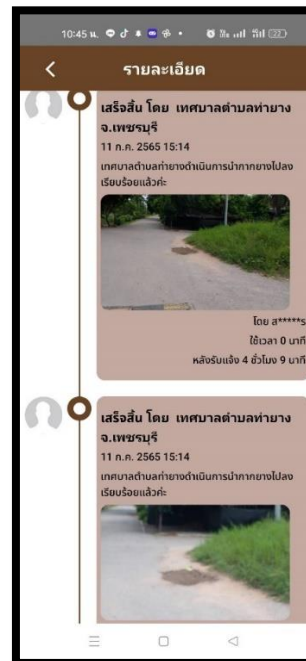 10:45 น.
รายละเอียด
เสร็จสิ้น โดย เทศบาลตำบลท่ายาง
จ.เพชรบุรี
11 ก.ค. 2565 15:14
เทศบาลตำบลท่ายางดำเนินการนำกากยางไปลง
เรียบร้อยแล้วค่ะ
โดย ส*****ร
ใช้เวลา 0 นาที
หลังรับแจ้ง 4 ชั่วโมง 9 นาที
เสร็จสิ้น โดย เทศบาลตำบลท่ายาง
จ.เพชรบุรี
11 ก.ค. 2565 15:14
เทศบาลตำบลท่ายางดำเนินการนำกากยางไปลง
เรียบร้อยแล้วค่ะ